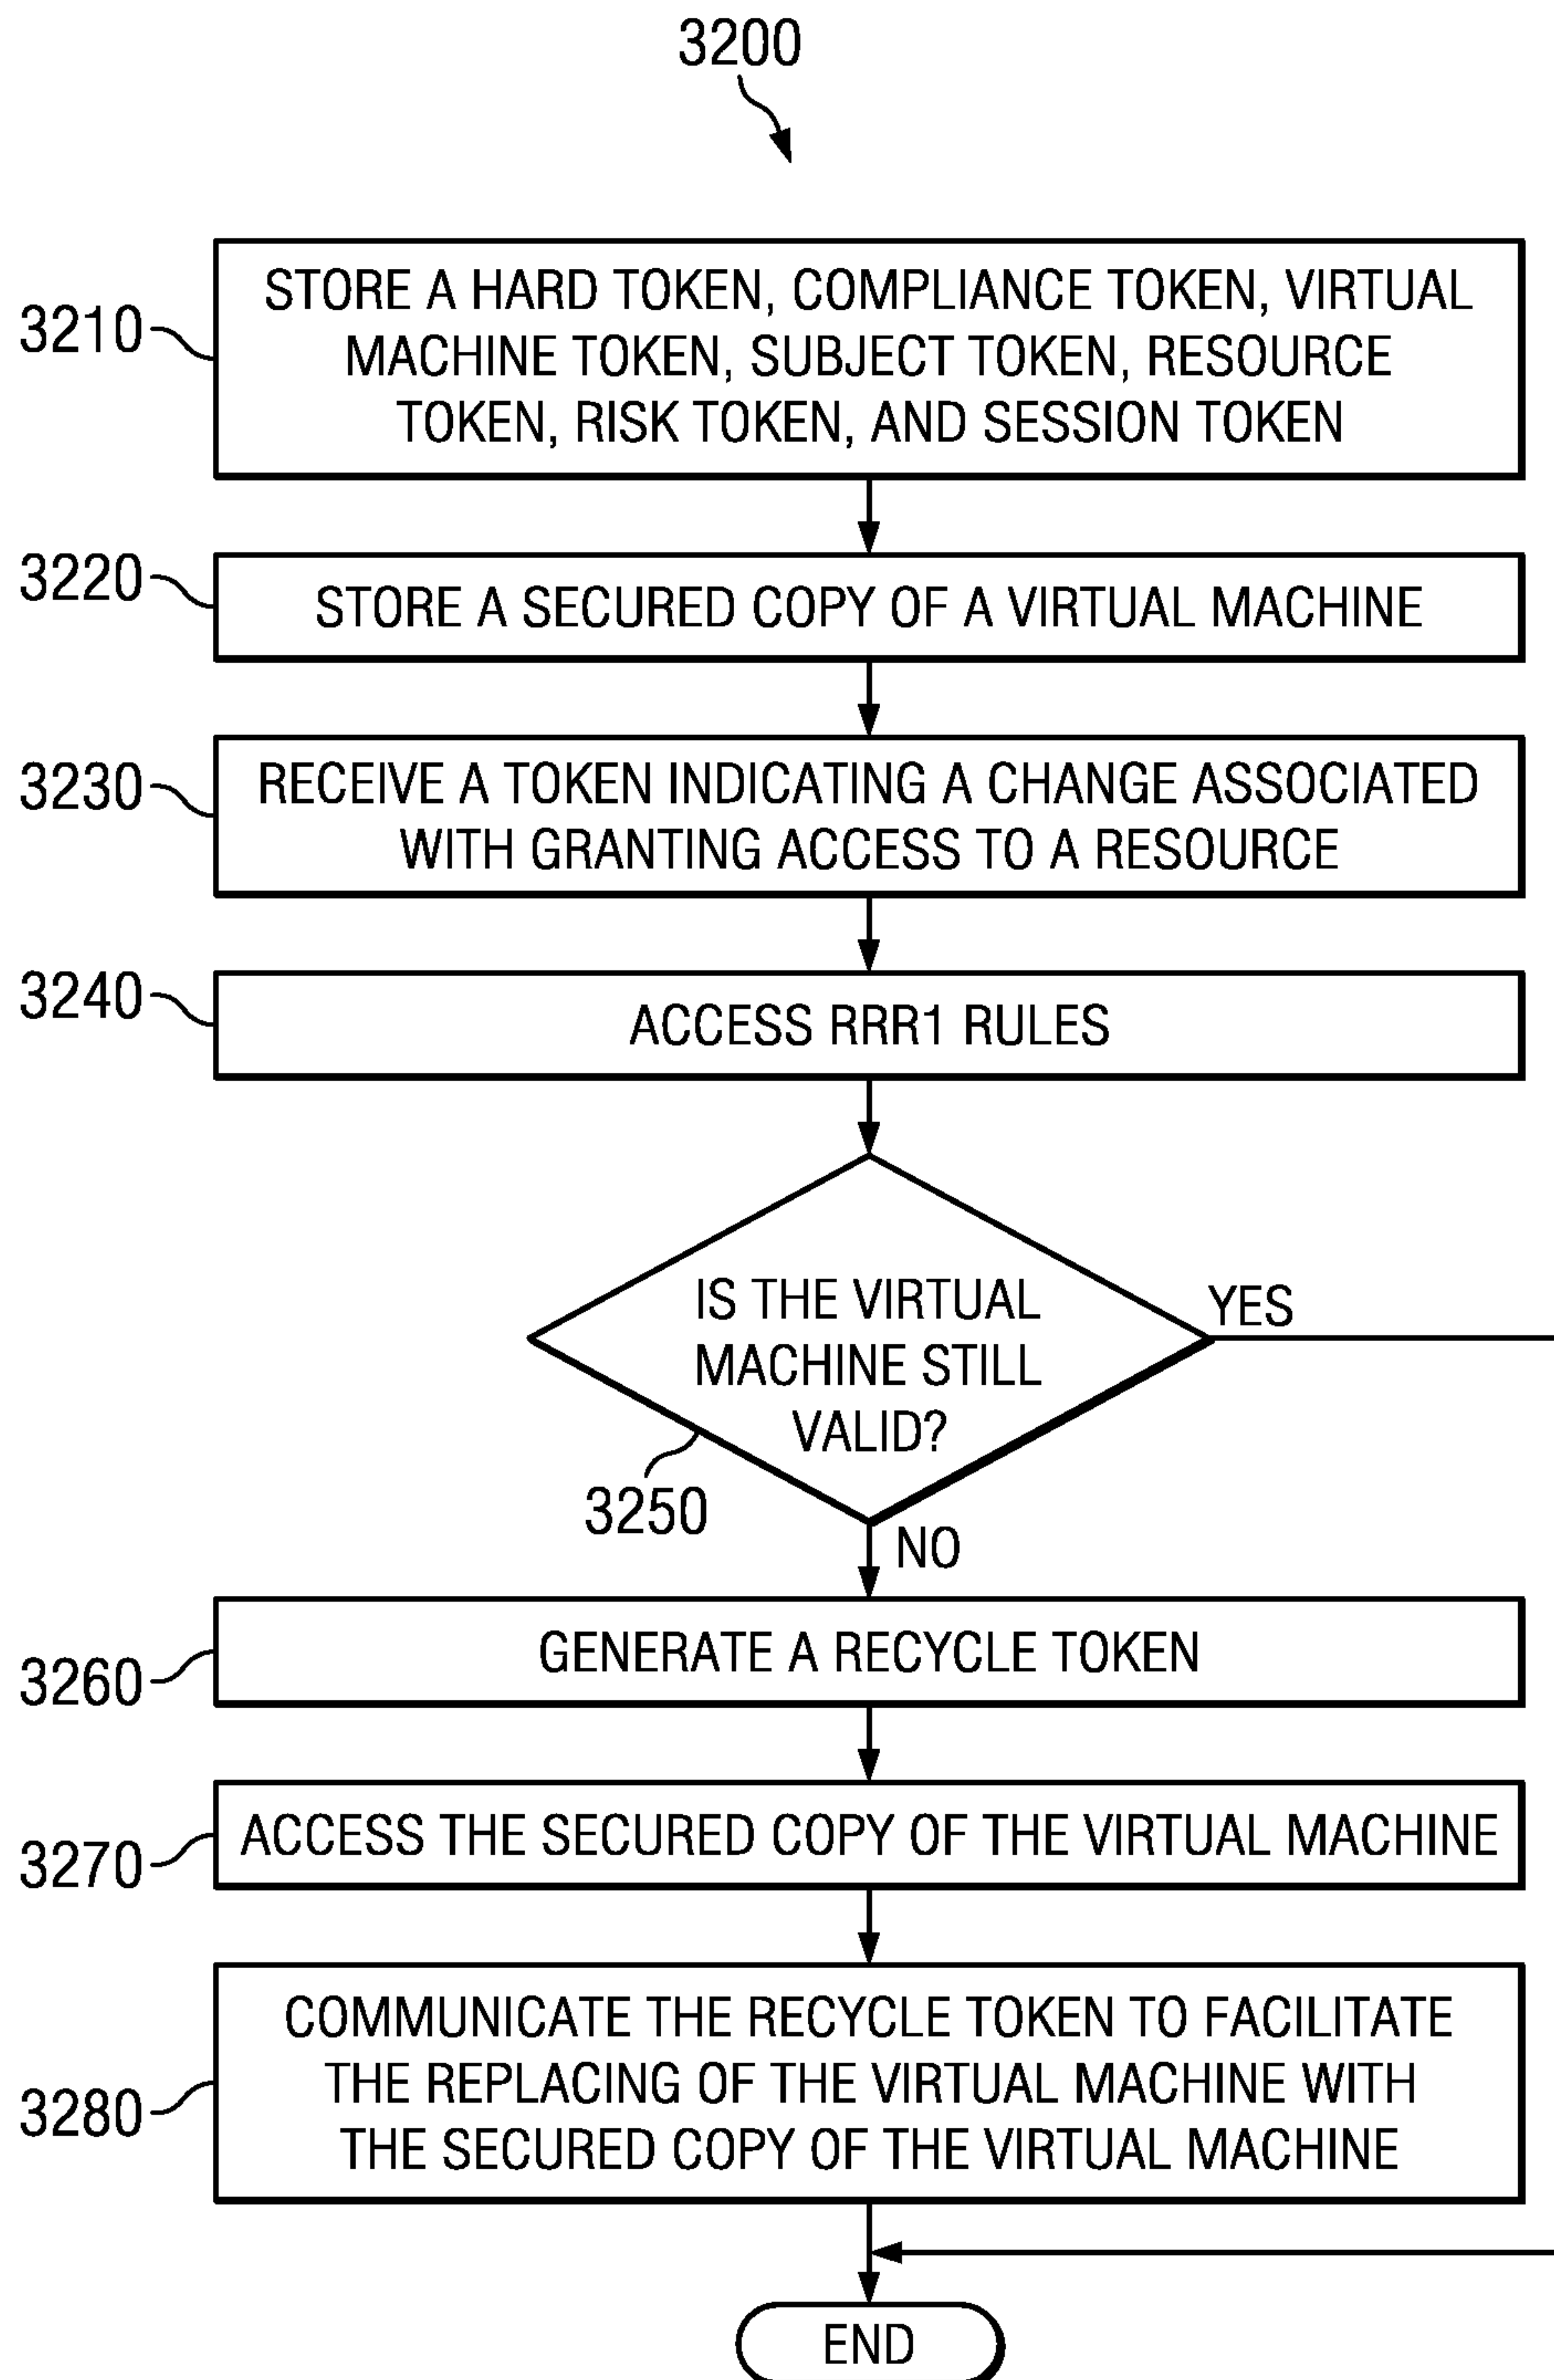 3200
3210
STORE A HARD TOKEN, COMPLIANCE TOKEN, VIRTUAL
MACHINE TOKEN, SUBJECT TOKEN, RESOURCE
TOKEN, RISK TOKEN, AND SESSION TOKEN
3220
STORE A SECURED COPY OF A VIRTUAL MACHINE
3230
RECEIVE A TOKEN INDICATING A CHANGE ASSOCIATED
WITH GRANTING ACCESS TO A RESOURCE
3240
ACCESS RRR1 RULES
IS THE VIRTUAL
MACHINE STILL
VALID?
YES
3250
NO
3260
GENERATE A RECYCLE TOKEN
3270
ACCESS THE SECURED COPY OF THE VIRTUAL MACHINE
3280
COMMUNICATE THE RECYCLE TOKEN TO FACILITATE
THE REPLACING OF THE VIRTUAL MACHINE WITH
THE SECURED COPY OF THE VIRTUAL MACHINE
END